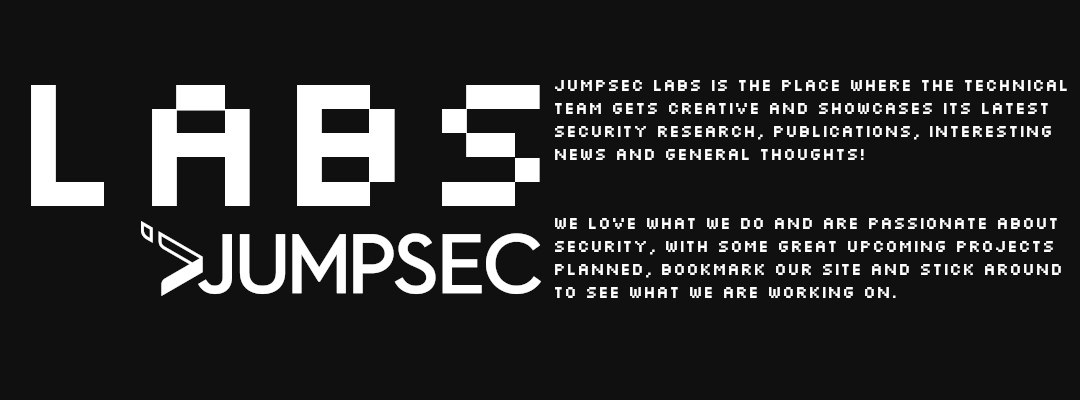 LABS
JUMPSEC
JUMPSEC LABS IS THE PLACE WHERE THE TECHNICAL
TEAM GETS CREATIVE AND SHOWCASES ITS LATEST
SECURITY RESEARCH, PUBLICATIONS, INTERESTING
NEWS AND GENERAL THOUGHTS!
WE LOVE WHAT WE DO AND ARE PASSIONATE ABOUT
SECURITY, WITH SOME GREAT UPCOMING PROJECTS
PLANNED, BOOKMARK OUR SITE AND STICK AROUND
TO SEE WHAT WE ARE WORKING ON.